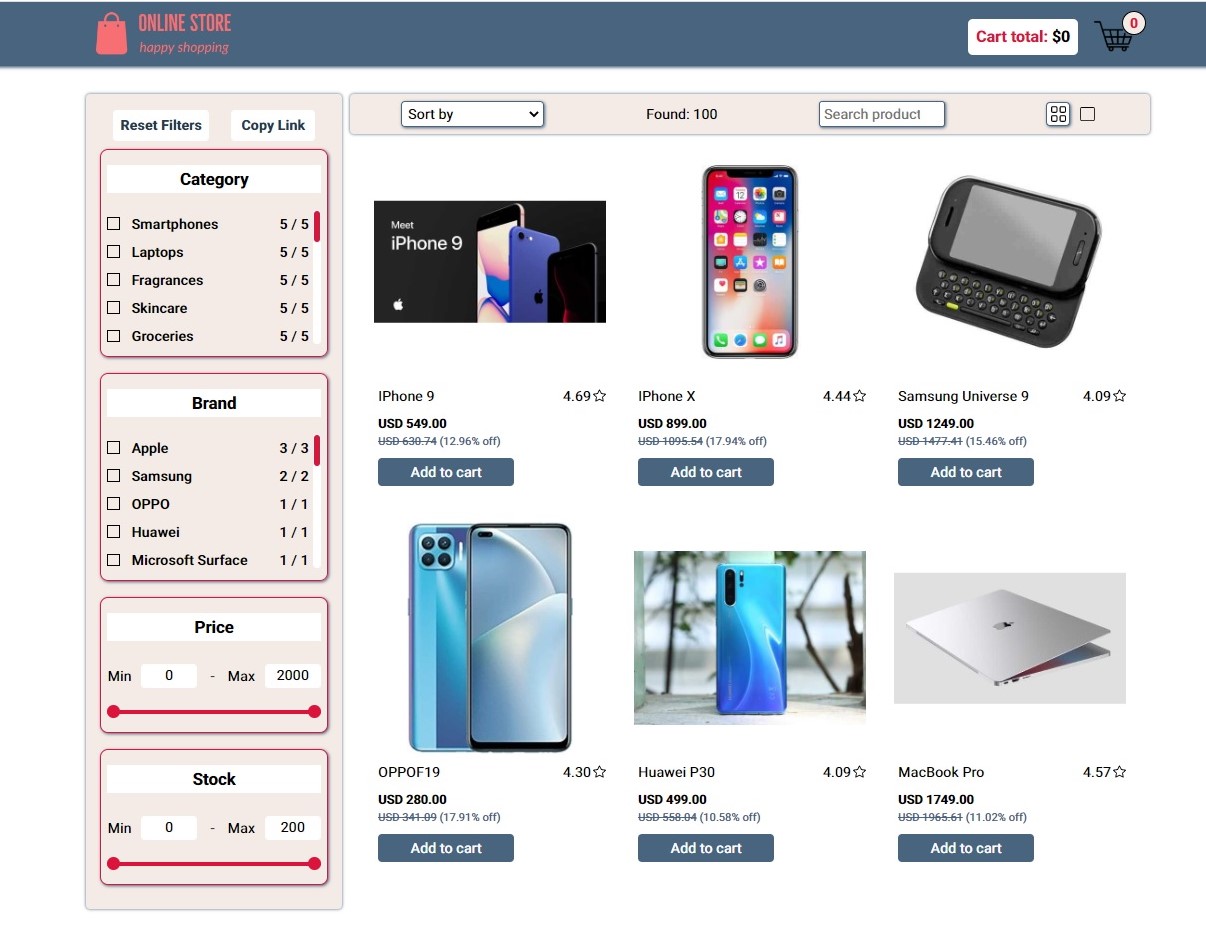 ONLINE STORE
happy shopping
Cart total: $0
0
Reset Filters
Copy Link
Category
Smartphones 5 / 5
Laptops 5 / 5
Fragrances 5 / 5
Skincare 5 / 5
Groceries 5 / 5
Brand
Apple 3 / 3
Samsung 2 / 2
OPPO 1 / 1
Huawei 1 / 1
Microsoft Surface 1 / 1
Price
Min 0 - Max 2000
Stock
Min 0 - Max 200
Sort by
Found: 100
Search product
Meet
iPhone 9
IPhone 9 4.69
USD 549.00
USD 630.74 (12.96% off)
Add to cart
12
IPhone X 4.44
USD 899.00
USD 1095.54 (17.94% off)
Add to cart
Samsung Universe 9 4.09
USD 1249.00
USD 1477.41 (15.46% off)
Add to cart
OPPOF19 4.30
USD 280.00
USD 341.09 (17.91% off)
Add to cart
Huawei P30 4.09
USD 499.00
USD 558.04 (10.58% off)
Add to cart
MacBook Pro 4.57
USD 1749.00
USD 1965.61 (11.02% off)
Add to cart